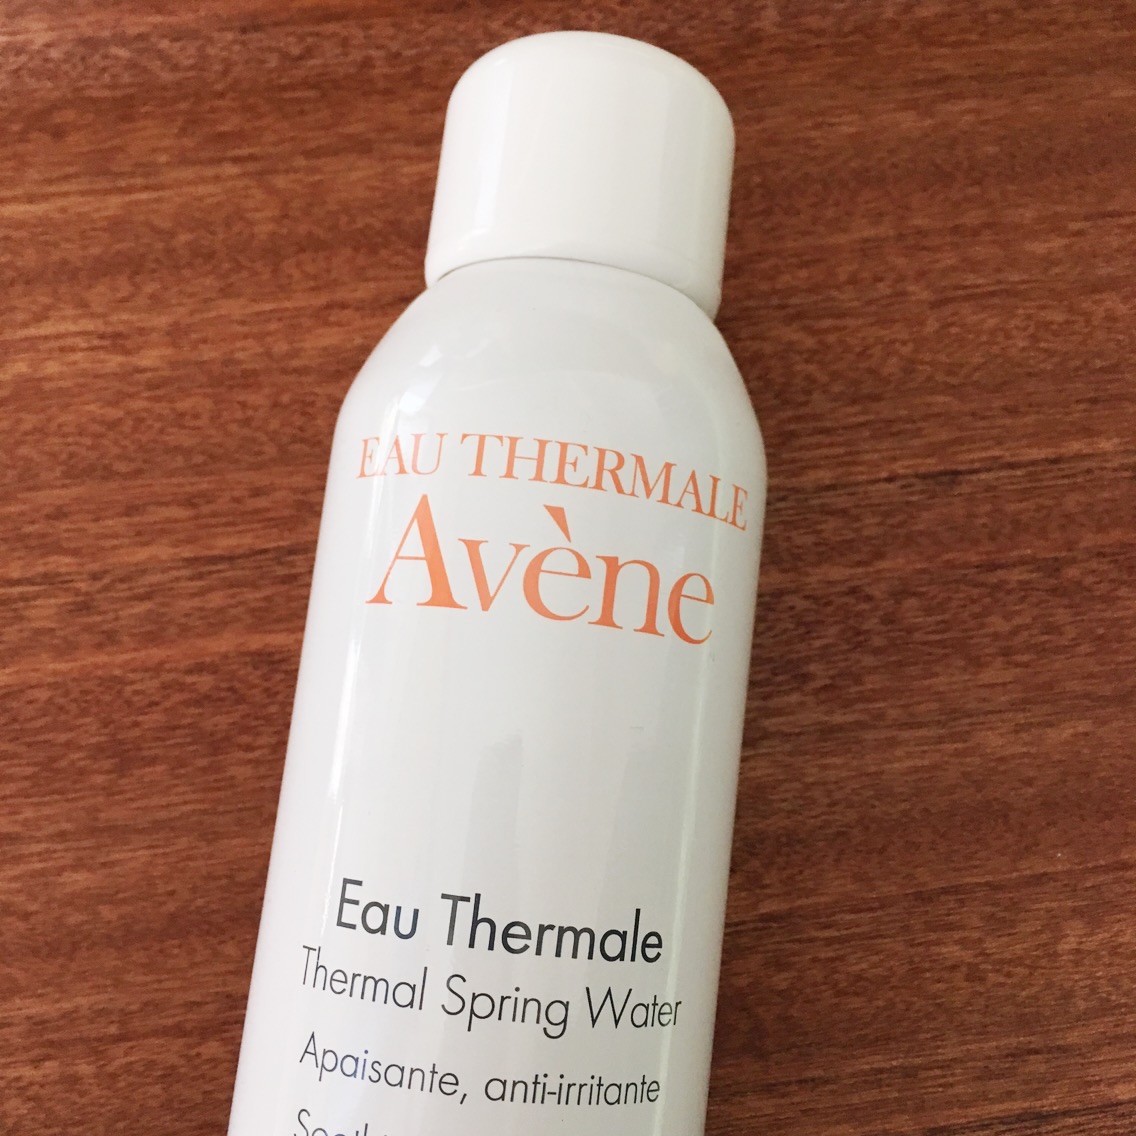 EAU THERMALE
Avène
Eau Thermale
Thermal Spring Water
Apaisante, anti-irritante